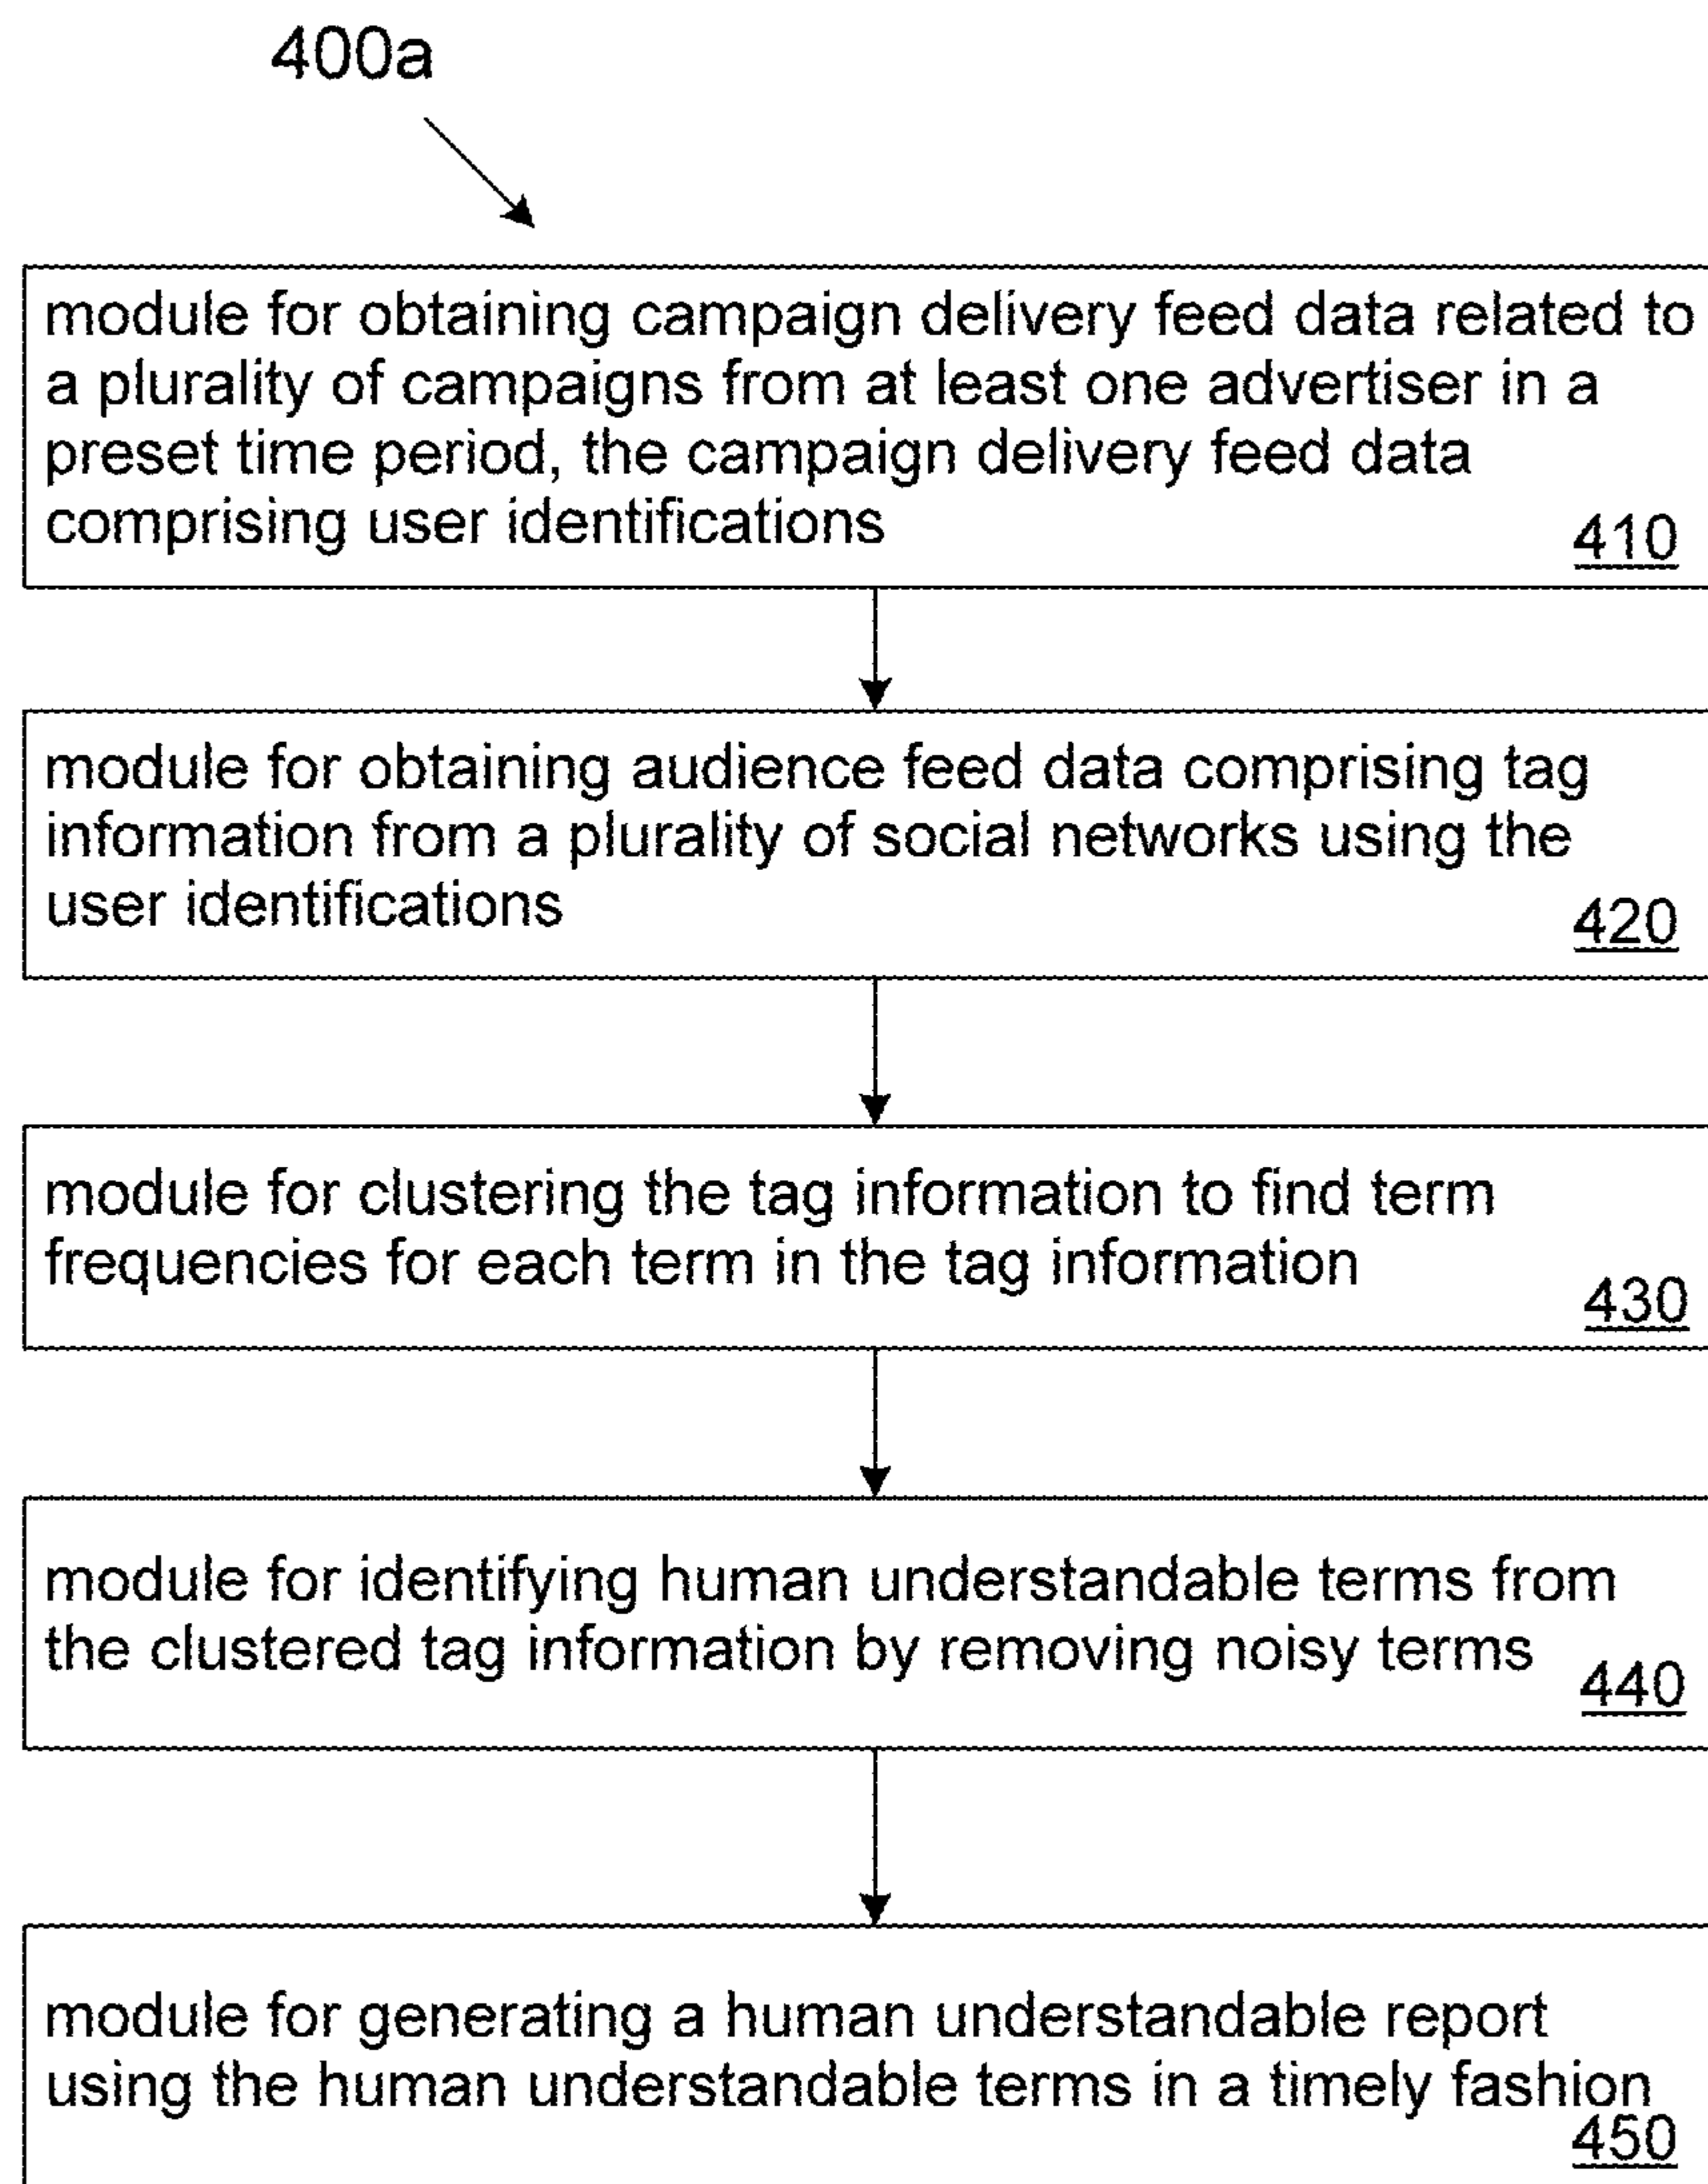 400a
module for obtaining campaign delivery feed data related to
a plurality of campaigns from at least one advertiser in a
preset time period, the campaign delivery feed data
comprising user identifications
410
module for obtaining audience feed data comprising tag
information from a plurality of social networks using the
user identifications
420
module for clustering the tag information to find term
frequencies for each term in the tag information
430
module for identifying human understandable terms from
the clustered tag information by removing noisy terms
440
module for generating a human understandable report
using the human understandable terms in a timely fashion
450